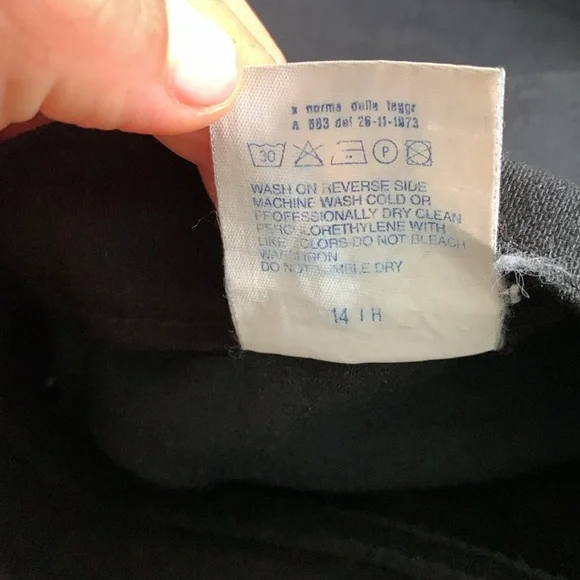 a norma della legge
n. 883 del 26-11-1973
30 P
WASH ON REVERSE SIDE
MACHINE WASH COLD OR
PROFESSIONALLY DRY CLEAN
PERCHLORETHYLENE WITH
LIKE COLORS-DO NOT BLEACH
WARM IRON
DO NOT TUMBLE DRY
14 I H